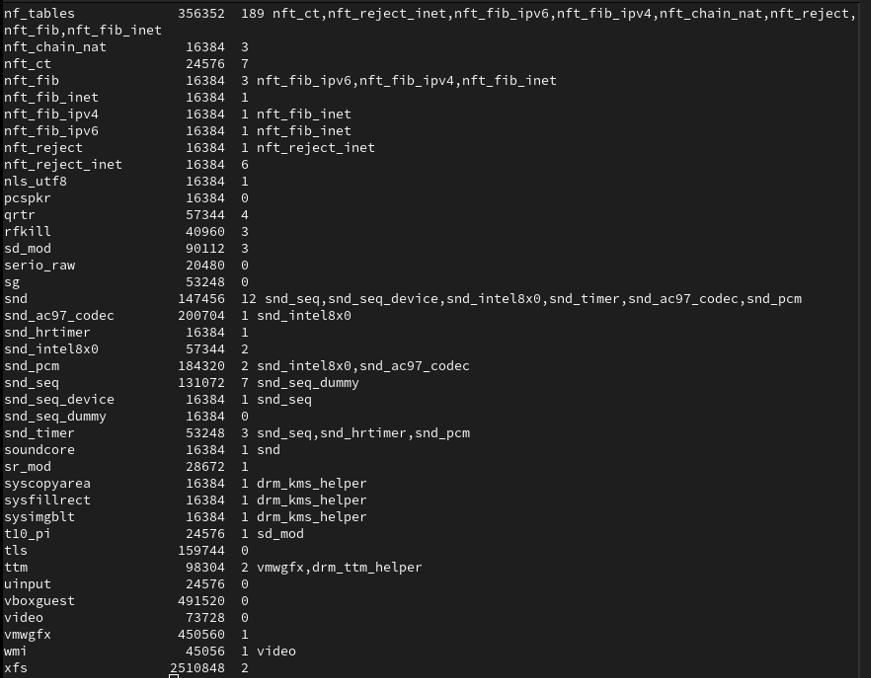 nf_tables 356352 189 nft_ct,nft_reject_inet,nft_fib_ipv6,nft_fib_ipv4,nft_chain_nat,nft_reject,
nft_fib,nft_fib_inet
nft_chain_nat 16384 3
nft_ct 24576 7
nft_fib 16384 3 nft_fib_ipv6,nft_fib_ipv4,nft_fib_inet
nft_fib_inet 16384 1
nft_fib_ipv4 16384 1 nft_fib_inet
nft_fib_ipv6 16384 1 nft_fib_inet
nft_reject 16384 1 nft_reject_inet
nft_reject_inet 16384 6
nls_utf8 16384 1
pcspkr 16384 0
qrtr 57344 4
rfkill 40960 3
sd_mod 90112 3
serio_raw 20480 0
sg 53248 0
snd 147456 12 snd_seq,snd_seq_device,snd_intel8x0,snd_timer,snd_ac97_codec,snd_pcm
snd_ac97_codec 200704 1 snd_intel8x0
snd_hrtimer 16384 1
snd_intel8x0 57344 2
snd_pcm 184320 2 snd_intel8x0,snd_ac97_codec
snd_seq 131072 7 snd_seq_dummy
snd_seq_device 16384 1 snd_seq
snd_seq_dummy 16384 0
snd_timer 53248 3 snd_seq,snd_hrtimer,snd_pcm
soundcore 16384 1 snd
sr_mod 28672 1
syscopyarea 16384 1 drm_kms_helper
sysfillrect 16384 1 drm_kms_helper
sysimgblt 16384 1 drm_kms_helper
t10_pi 24576 1 sd_mod
tls 159744 0
ttm 98304 2 vmwgfx,drm_ttm_helper
uinput 24576 0
vboxguest 491520 0
video 73728 0
vmwgfx 450560 1
wmi 45056 1 video
xfs 2510848 2